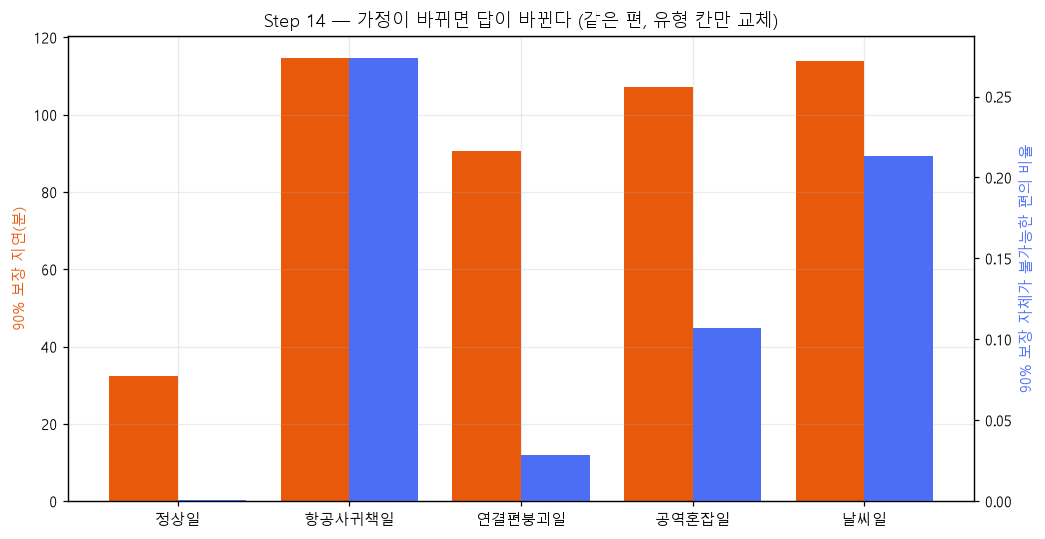 Step 14 — 가정이 바뀌면 답이 바뀐다 (같은 편, 유형 칸만 교체)
90% 보장 지연(분)
120
100
80
60
40
20
0
90% 보장 자체가 불가능한 편의 비율
0.25
0.20
0.15
0.10
0.05
0.00
정상일
항공사귀책일
연결편붕괴일
공역혼잡일
날씨일